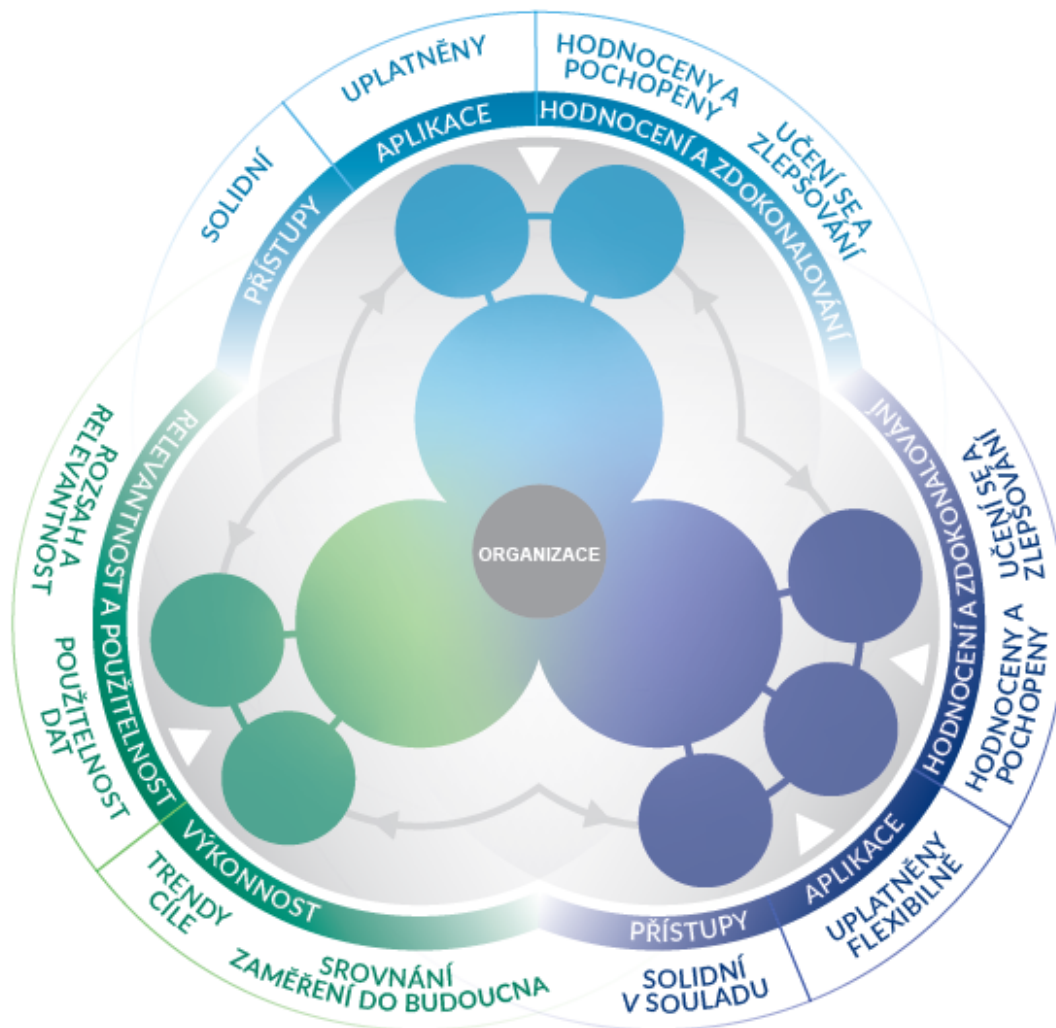 SOLIDNÍ
UPLATNĚNY
HODNOCENY A
POCHOPENY
UČENÍ SE A
ZLEPŠOVÁNÍ
PŘÍSTUPY
APLIKACE
HODNOCENÍ A ZDOKONALOVÁNÍ
ORGANIZACE
ROZSAH A
RELEVANTNOST
POUŽITELNOST
DAT
RELEVANTNOST A POUŽITELNOST
VÝKONNOST
TRENDY
CÍLE
SROVNÁNÍ
ZAMĚŘENÍ DO BUDOUCNA
HODNOCENÍ A ZDOKONALOVÁNÍ
APLIKACE
PŘÍSTUPY
UČENÍ SE A
ZLEPŠOVÁNÍ
HODNOCENY A
POCHOPENY
UPLATNĚNY
FLEXIBILNĚ
SOLIDNÍ
V SOULADU